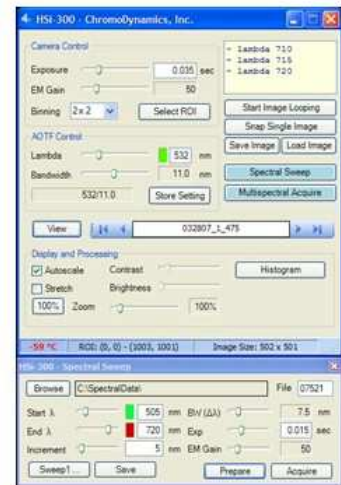 HSI-300 - ChromoDynamics, Inc.
Camera Control
Exposure 0.035 sec
EM Gain 50
Binning 2x2 Select ROI
AOTF Control
Lambda 532 nm
Bandwidth 11.0 nm
532/11.0 Store Setting
- lambda 710
- lambda 715
- lambda 720
Start Image Looping
Snap Single Image
Save Image Load Image
Spectral Sweep
Multispectral Acquire
View 032807_1_475
Display and Processing
Autoscale Contrast Histogram
Stretch Brightness
100% Zoom 100%
-59 °C ROI: (0, 0) - (1003, 1001) Image Size: 502 x 501
HSI-300 - Spectral Sweep
Browse C:\SpectralData\ File 07521
Start λ 505 nm BW (Δλ) 7.5 nm
End λ 720 nm Exp 0.015 sec
Increment 5 nm EM Gain 50
Sweep1... Save Prepare Acquire